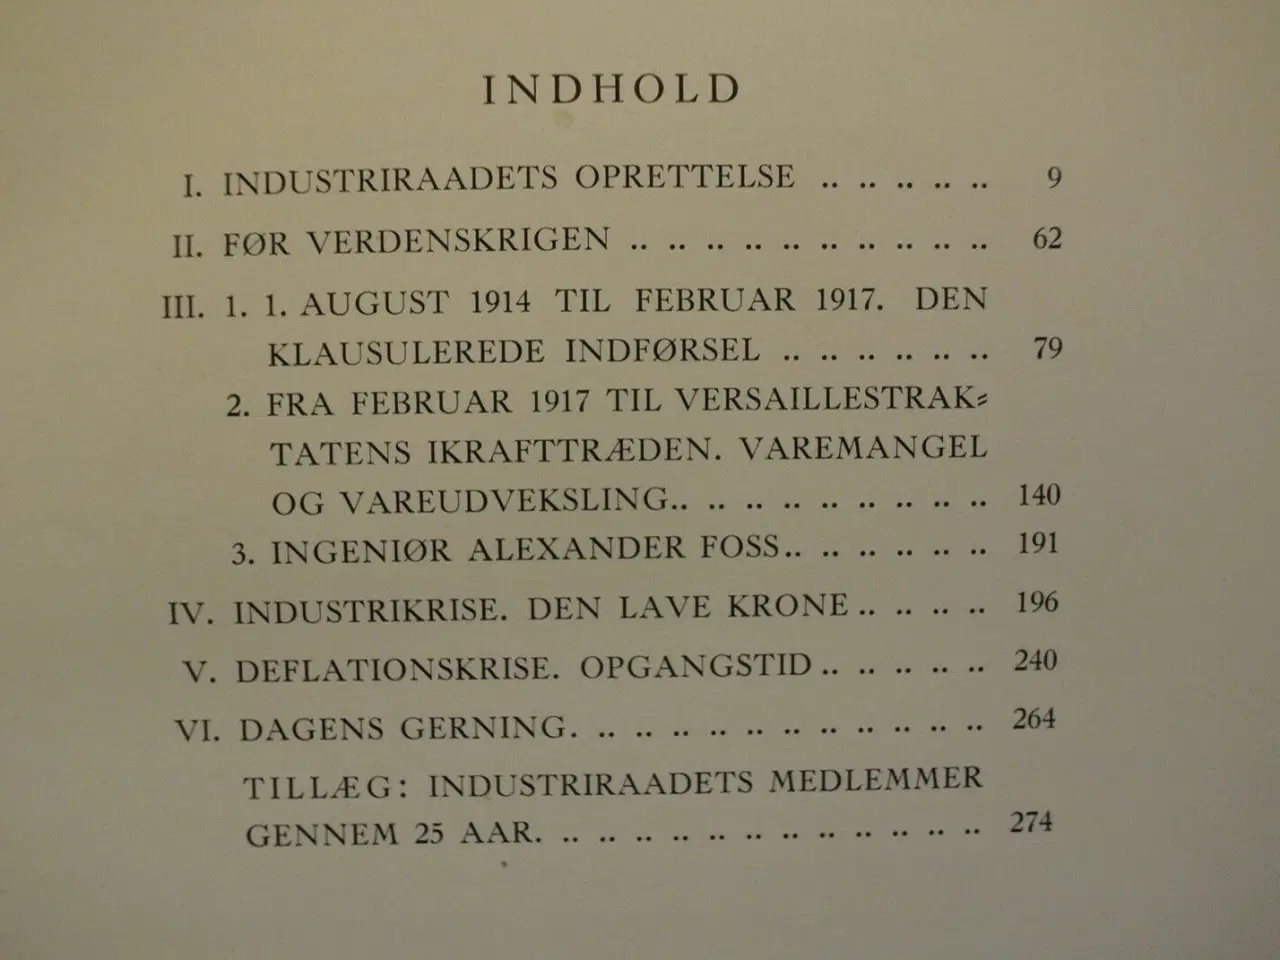 INDHOLD
I. INDUSTRIRAADETS OPRETTELSE .. .. .. .. .. 9
II. FØR VERDENSKRIGEN .. .. .. .. .. .. .. .. .. .. 62
III. 1. 1. AUGUST 1914 TIL FEBRUAR 1917. DEN
KLAUSULEREDE INDFØRSEL .. .. .. .. .. .. 79
2. FRA FEBRUAR 1917 TIL VERSAILLESTRAK⸗
TATENS IKRAFTTRÆDEN. VAREMANGEL
OG VAREUDVEKSLING.. .. .. .. .. .. .. .. .. 140
3. INGENIØR ALEXANDER FOSS.. .. .. .. .. .. 191
IV. INDUSTRIKRISE. DEN LAVE KRONE .. .. .. .. 196
V. DEFLATIONSKRISE. OPGANGSTID .. .. .. .. .. 240
VI. DAGENS GERNING. .. .. .. .. .. .. .. .. .. .. .. 264
TILLÆG: INDUSTRIRAADETS MEDLEMMER
GENNEM 25 AAR. .. .. .. .. .. .. .. .. .. .. .. .. 274